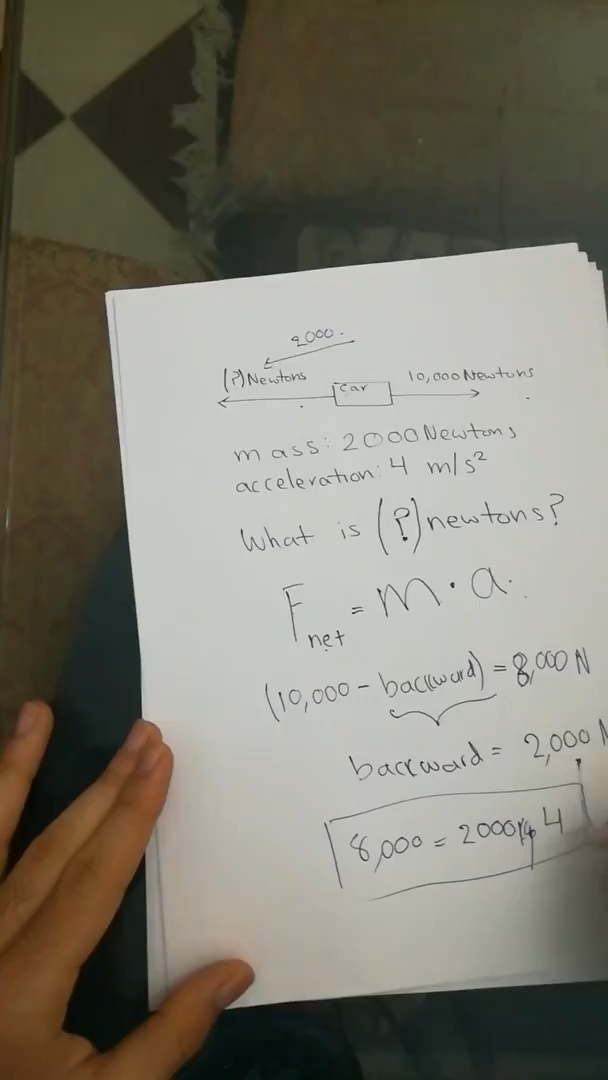 2000.
(?)Newtons car 10,000 Newtons
mass: 2000 Newtons
acceleration: 4 m/s²
What is (?) newtons?
Fnet = m · a.
(10,000 - backward) = 8,000 N
backward = 2,000 N
8,000 = 2000 4